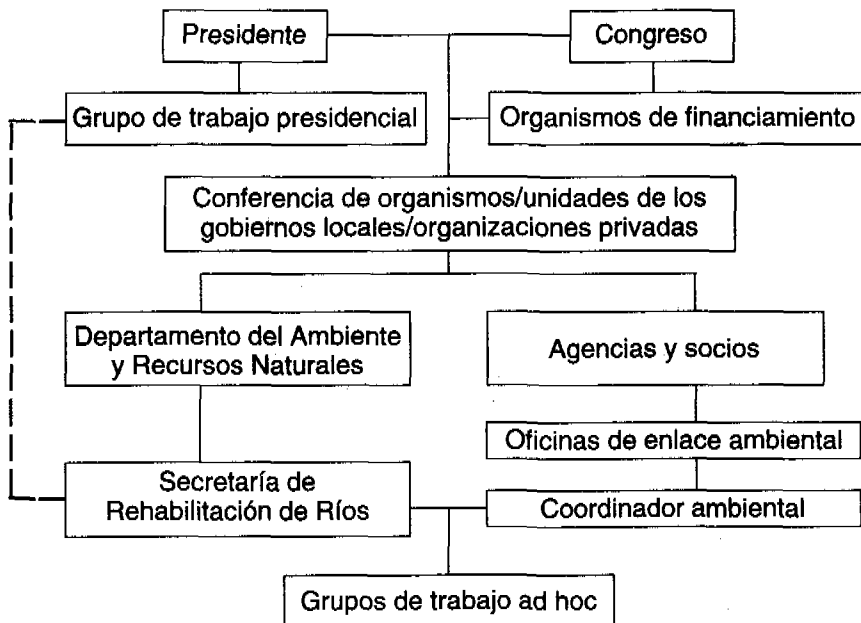 Presidente
Congreso
Grupo de trabajo presidencial
Organismos de financiamiento
Conferencia de organismos/unidades de los
gobiernos locales/organizaciones privadas
Departamento del Ambiente
y Recursos Naturales
Agencias y socios
Oficinas de enlace ambiental
Secretaría de
Rehabilitación de Ríos
Coordinador ambiental
Grupos de trabajo ad hoc